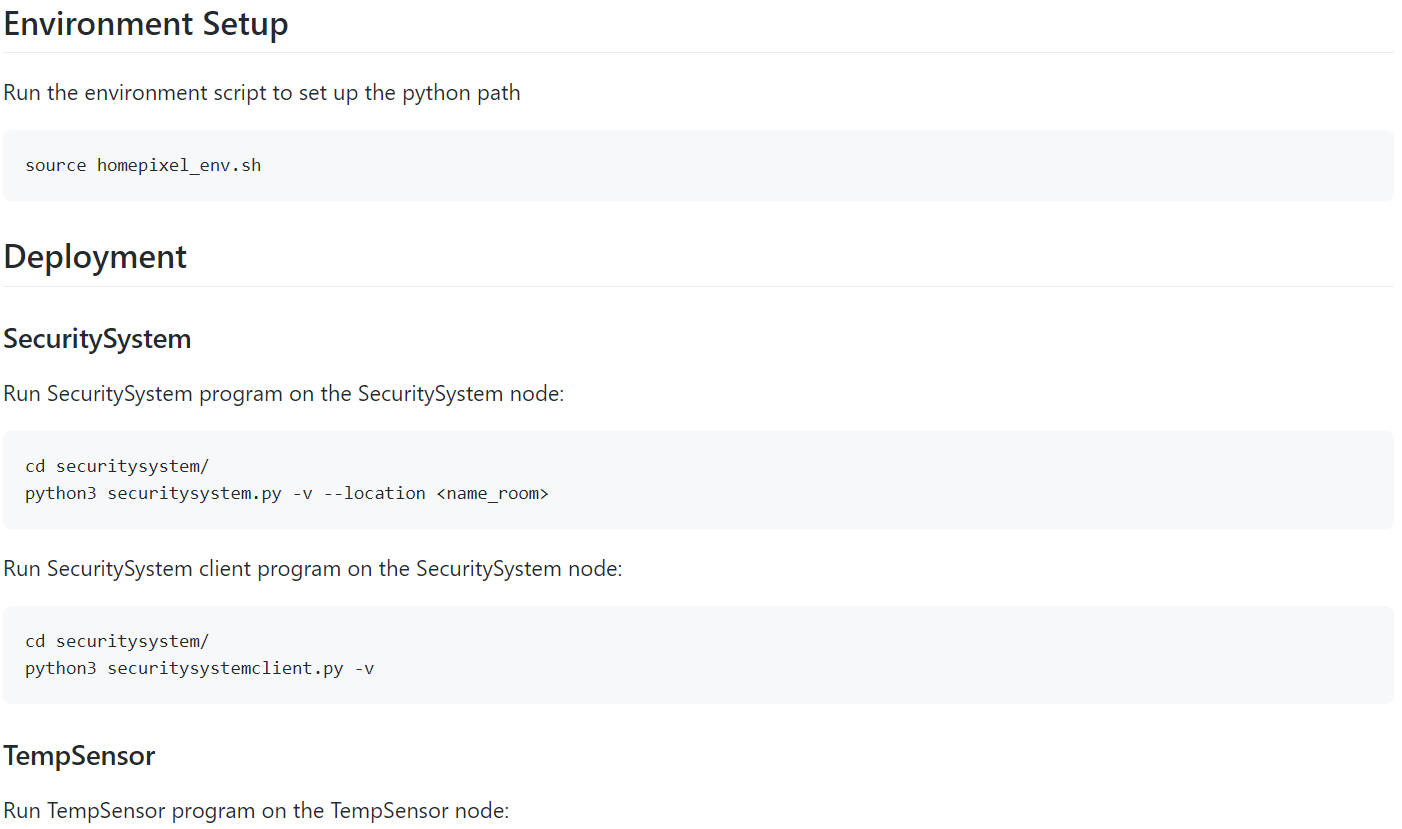 Environment Setup
Run the environment script to set up the python path
source homepixel_env.sh
Deployment
SecuritySystem
Run SecuritySystem program on the SecuritySystem node:
cd securitysystem/
python3 securitysystem.py -v --location <name_room>
Run SecuritySystem client program on the SecuritySystem node:
cd securitysystem/
python3 securitysystemclient.py -v
TempSensor
Run TempSensor program on the TempSensor node: